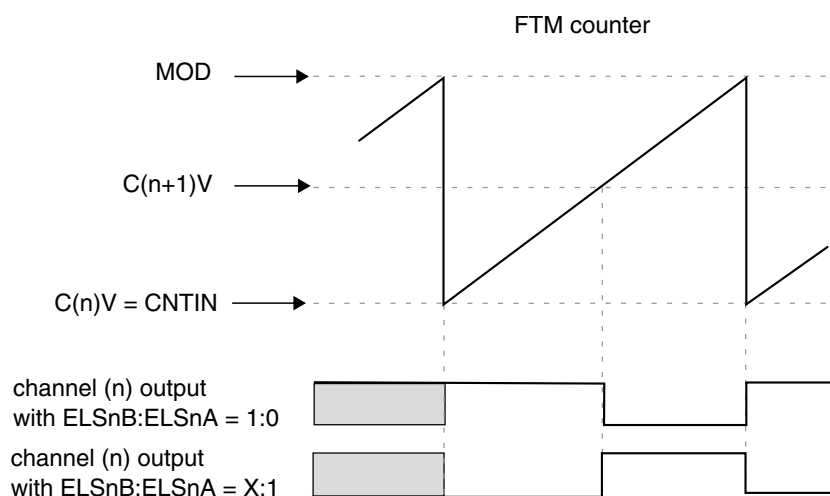 FTM counter
MOD
C(n+1)V
C(n)V = CNTIN
channel (n) output
with ELSnB:ELSnA = 1:0
channel (n) output
with ELSnB:ELSnA = X:1